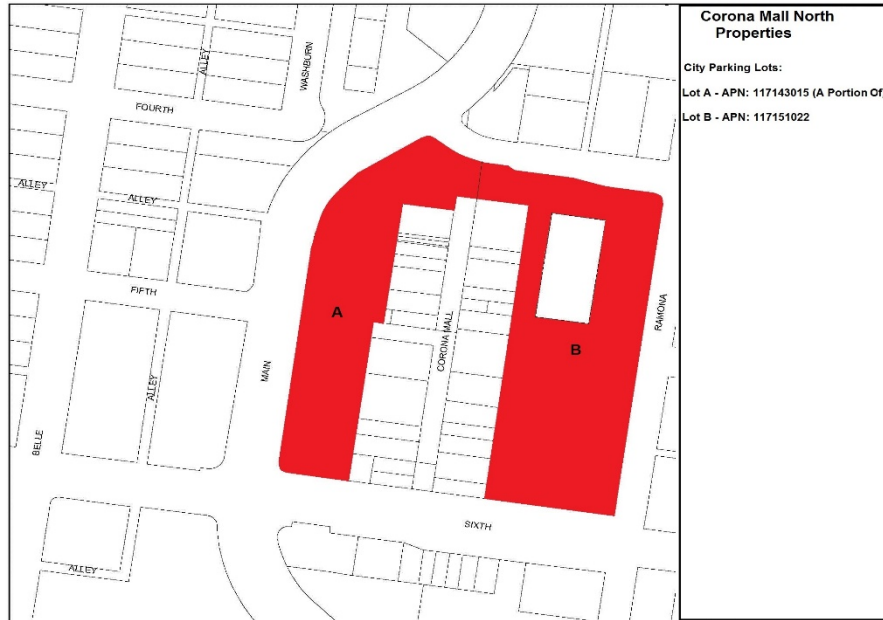 Corona Mall North
Properties
City Parking Lots:
Lot A - APN: 117143015 (A Portion Of
Lot B - APN: 117151022
ALLEY
WASHBURN
FOURTH
ALLEY
ALLEY
FIFTH
A
CORONA MALL
RAMONA
B
MAIN
ALLEY
BELLE
SIXTH
ALLEY